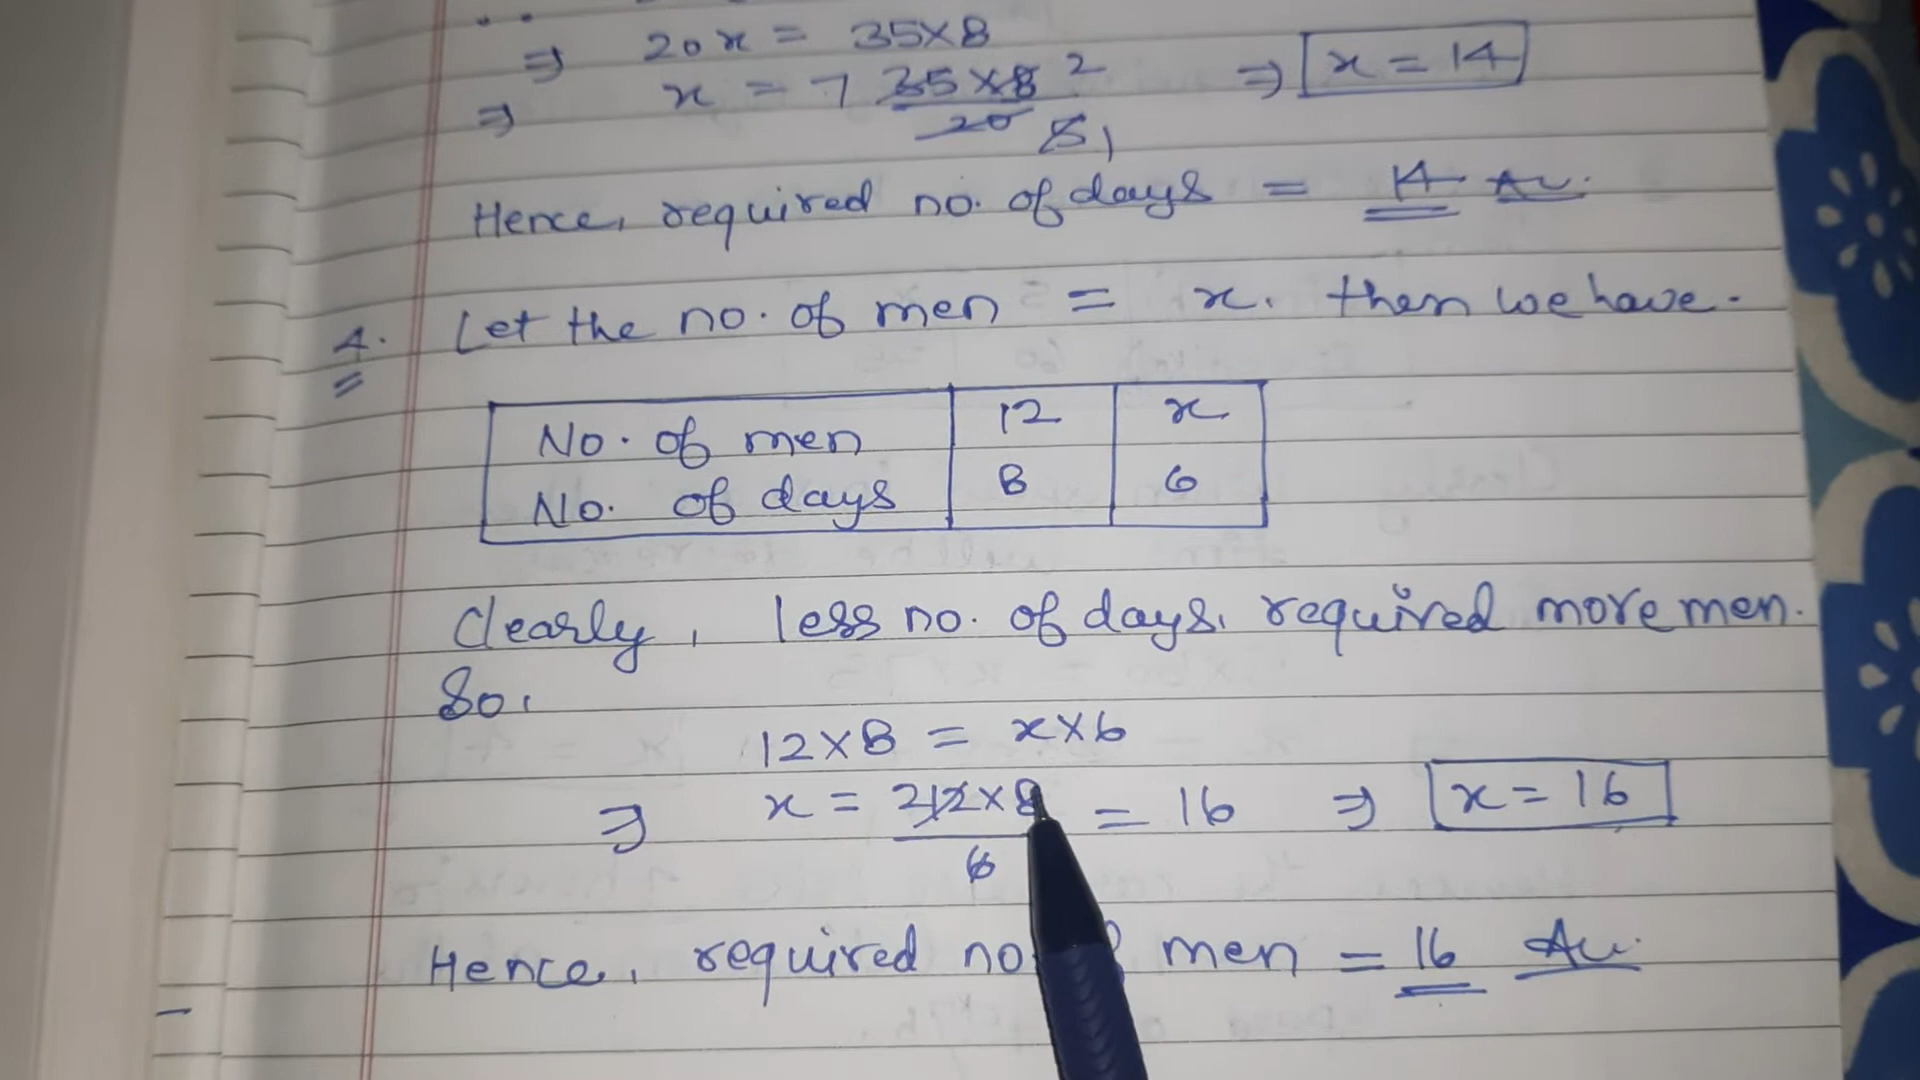 ⇒ 20x = 35×8
⇒ x = 7 35×8 2 ⇒ x = 14
20 5 1
Hence, required no. of days = 14 Au.
4. Let the no. of men = x. then we have.
No. of men 12 x
No. of days 8 6
Clearly, less no. of days, required more men.
So,
12×8 = x×6
⇒ x = 2 12×8 = 16 ⇒ x = 16
6
Hence, required no men = 16 Au.